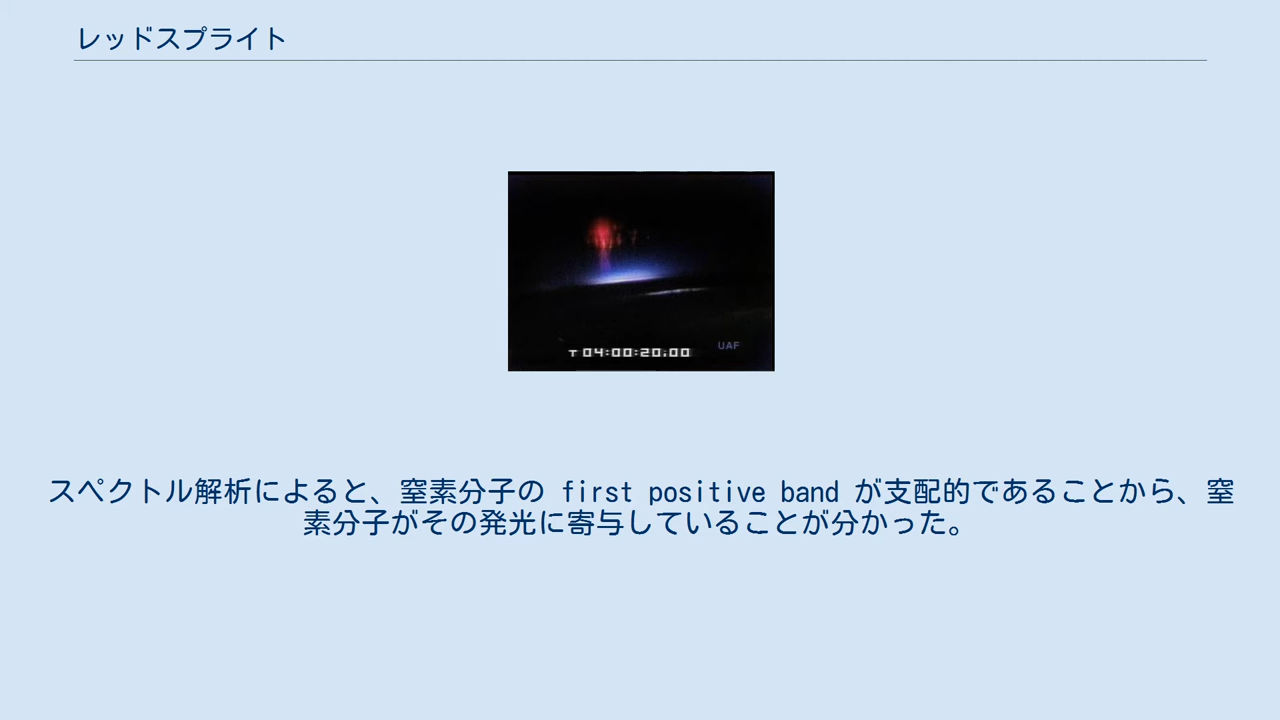 レッドスプライト
T 04:00:20.00
UAF
スペクトル解析によると、窒素分子の first positive band が支配的であることから、窒
素分子がその発光に寄与していることが分かった。